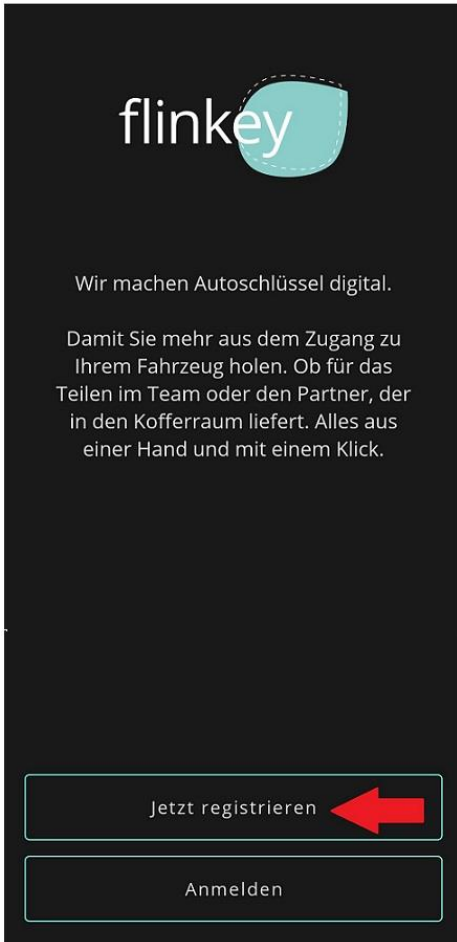 flinkey
Wir machen Autoschlüssel digital.
Damit Sie mehr aus dem Zugang zu
Ihrem Fahrzeug holen. Ob für das
Teilen im Team oder den Partner, der
in den Kofferraum liefert. Alles aus
einer Hand und mit einem Klick.
Jetzt registrieren
Anmelden